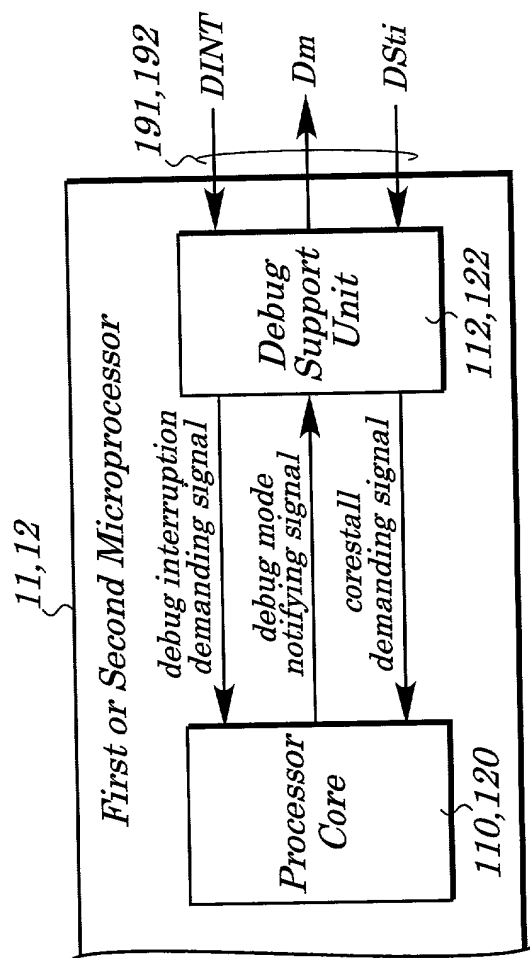 11,12
First or Second Microprocessor
191,192
DINT
Dm
DSti
debug interruption
demanding signal
debug mode
notifying signal
corestall
demanding signal
Processor
Core
110,120
Debug
Support
Unit
112,122